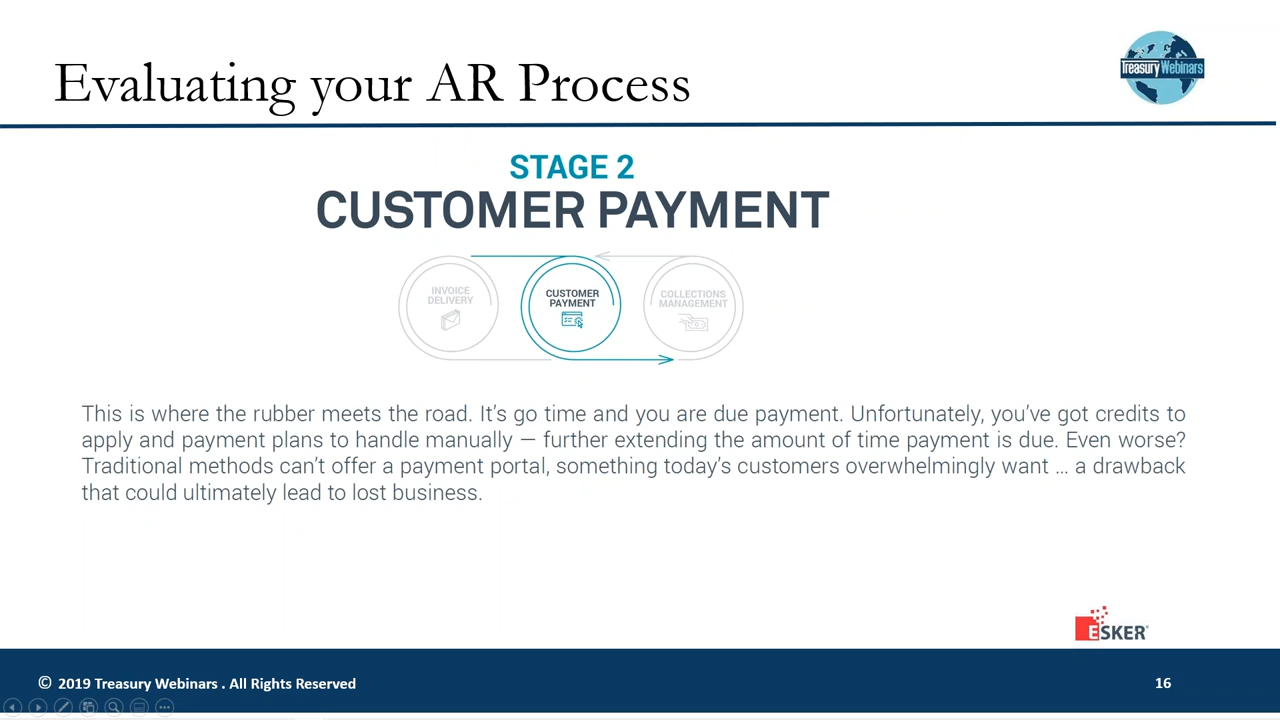 Evaluating your AR Process
Treasury Webinars
STAGE 2
CUSTOMER PAYMENT
INVOICE
DELIVERY
CUSTOMER
PAYMENT
COLLECTIONS
MANAGEMENT
This is where the rubber meets the road. It’s go time and you are due payment. Unfortunately, you’ve got credits to
apply and payment plans to handle manually — further extending the amount of time payment is due. Even worse?
Traditional methods can’t offer a payment portal, something today’s customers overwhelmingly want … a drawback
that could ultimately lead to lost business.
ESKER®
© 2019 Treasury Webinars . All Rights Reserved
16